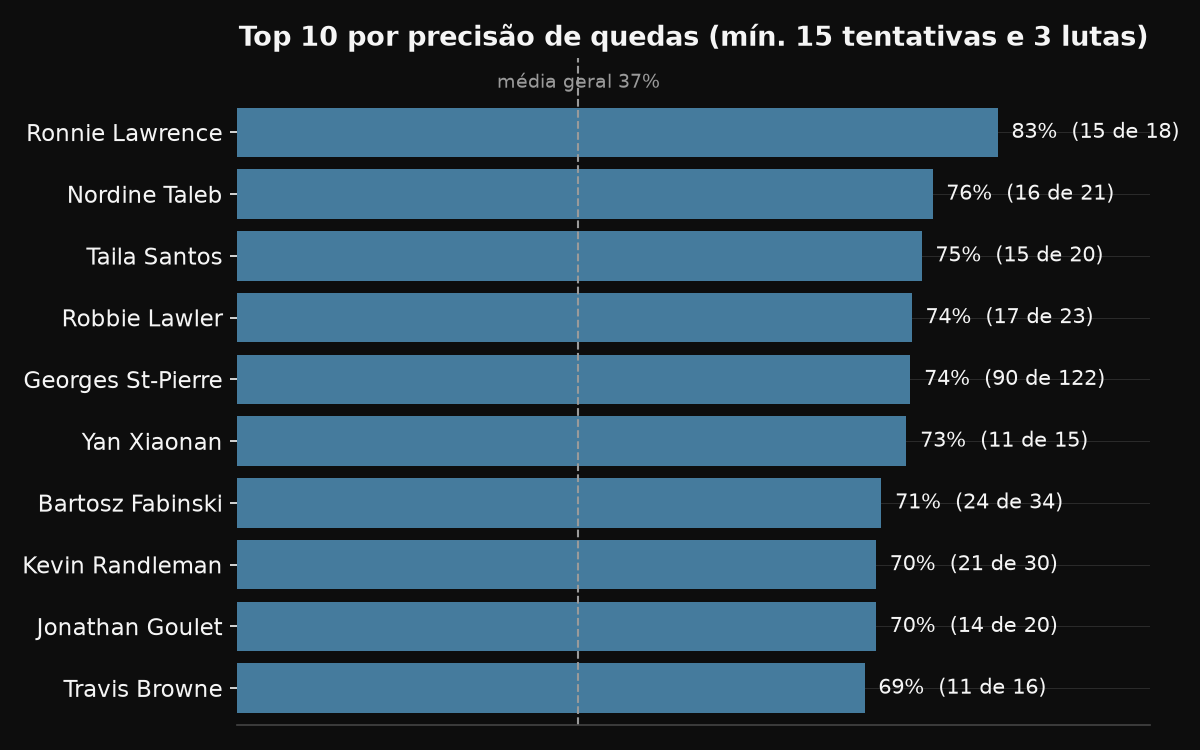 Top 10 por precisão de quedas (mín. 15 tentativas e 3 lutas)
média geral 37%
Ronnie Lawrence 83% (15 de 18)
Nordine Taleb 76% (16 de 21)
Taila Santos 75% (15 de 20)
Robbie Lawler 74% (17 de 23)
Georges St-Pierre 74% (90 de 122)
Yan Xiaonan 73% (11 de 15)
Bartosz Fabinski 71% (24 de 34)
Kevin Randleman 70% (21 de 30)
Jonathan Goulet 70% (14 de 20)
Travis Browne 69% (11 de 16)